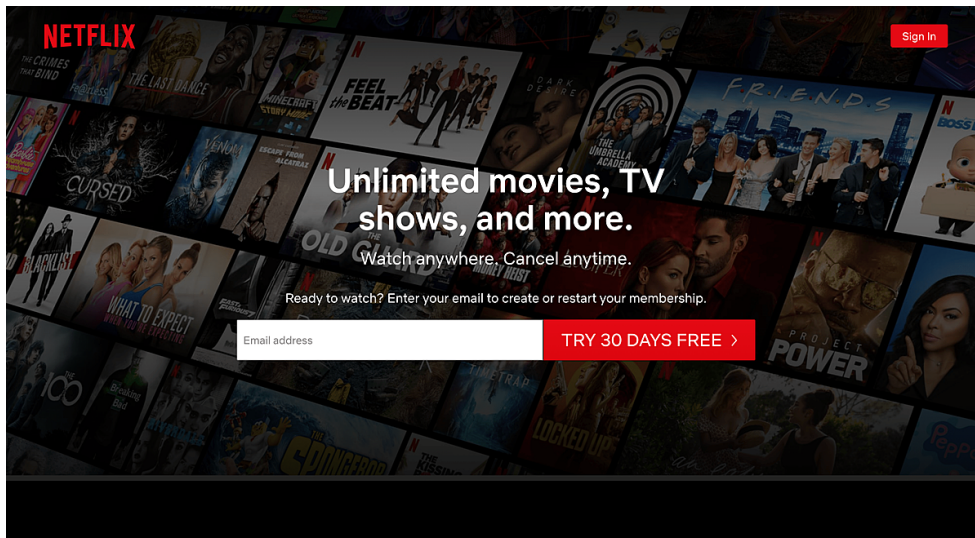 NETFLIX
Sign In
THE CRIMES
THAT BIND
THE LAST DANCE
MINECRAFT
STORY MODE
FEEL
the BEAT
DARK
DESIRE
THE
UMBRELLA
ACADEMY
FRIENDS
BOSS
Barbie
CURSED
VENOM
ESCAPE FROM
ALCATRAZ
Unlimited movies, TV
shows, and more.
Watch anywhere. Cancel anytime.
Ready to watch? Enter your email to create or restart your membership.
Email address
TRY 30 DAYS FREE >
BLACKLIST
WHAT TO EXPECT
WHEN YOU'RE EXPECTING
THE
OLD GUARD
MONEY HEIST
LUCIFER
PROJECT
POWER
THE
100
Breaking
Bad
THE
SPONGEBOB
TIMETRAP
LOCKED UP
THE
KISSING
Peppa